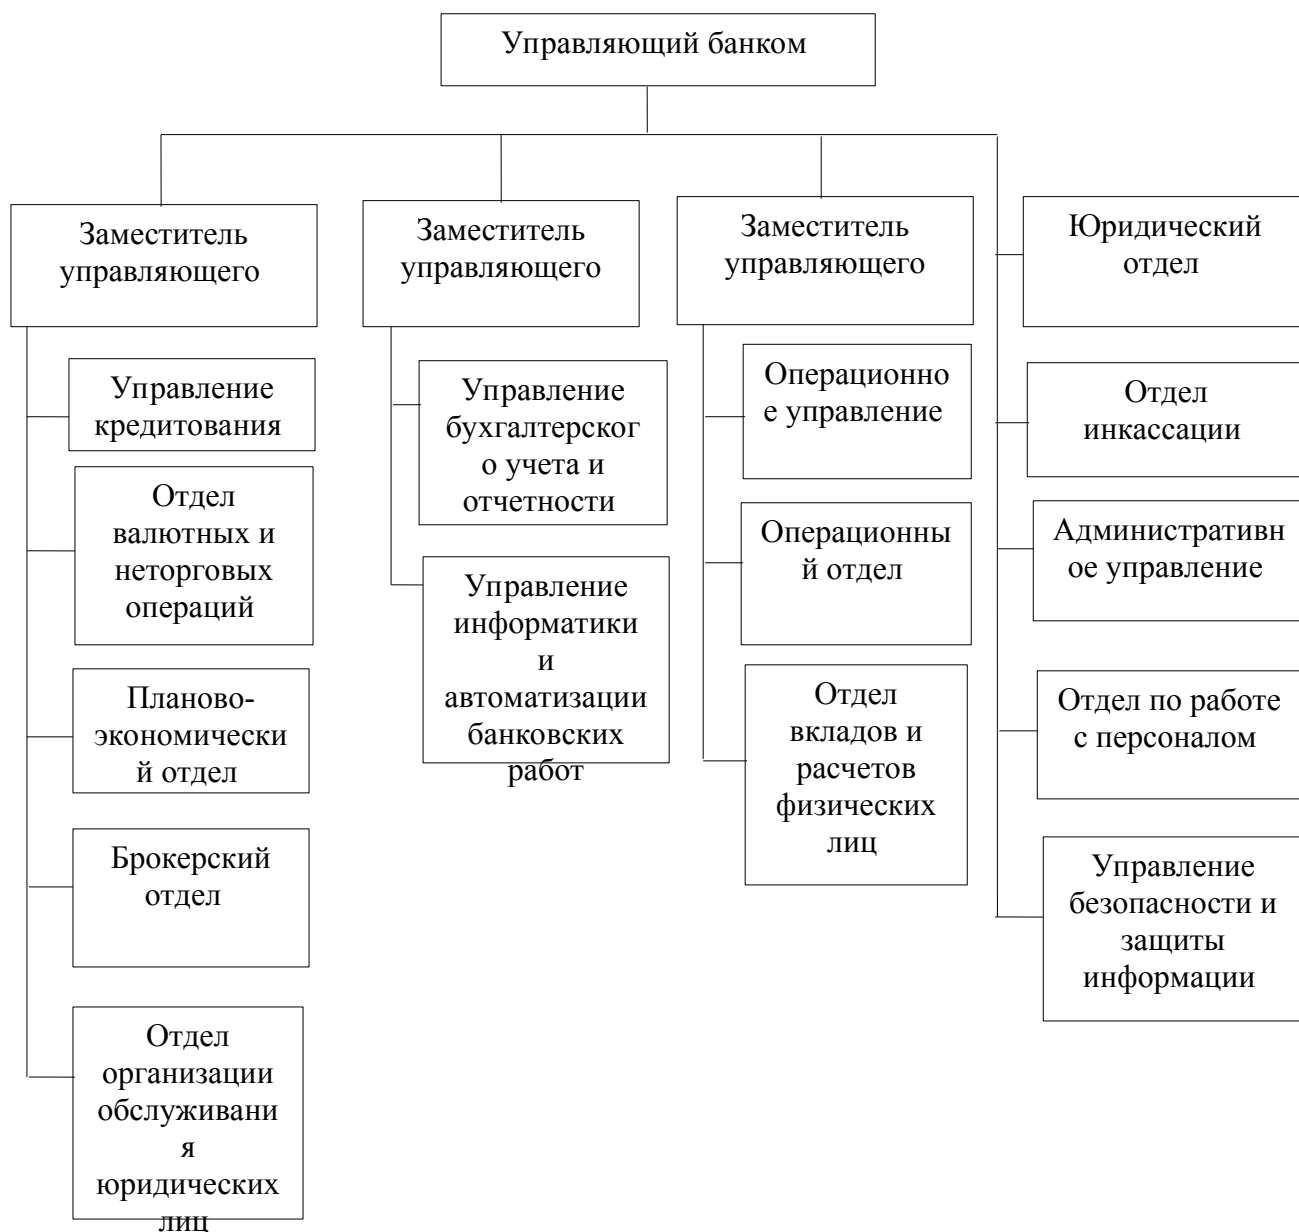 Управляющий банком
Заместитель
управляющего
Управление
кредитования
Отдел
валютных и
неторговых
операций
Планово-
экономически
й отдел
Брокерский
отдел
Отдел
организации
обслуживани
я
юридических
лиц
Заместитель
управляющего
Управление
бухгалтерског
о учета и
отчетности
Управление
информатики
и
автоматизации
банковских
работ
Заместитель
управляющего
Операционно
е управление
Операционны
й отдел
Отдел
вкладов и
расчетов
физических
лиц
Юридический
отдел
Отдел
инкассации
Административн
ое управление
Отдел по работе
с персоналом
Управление
безопасности и
защиты
информации